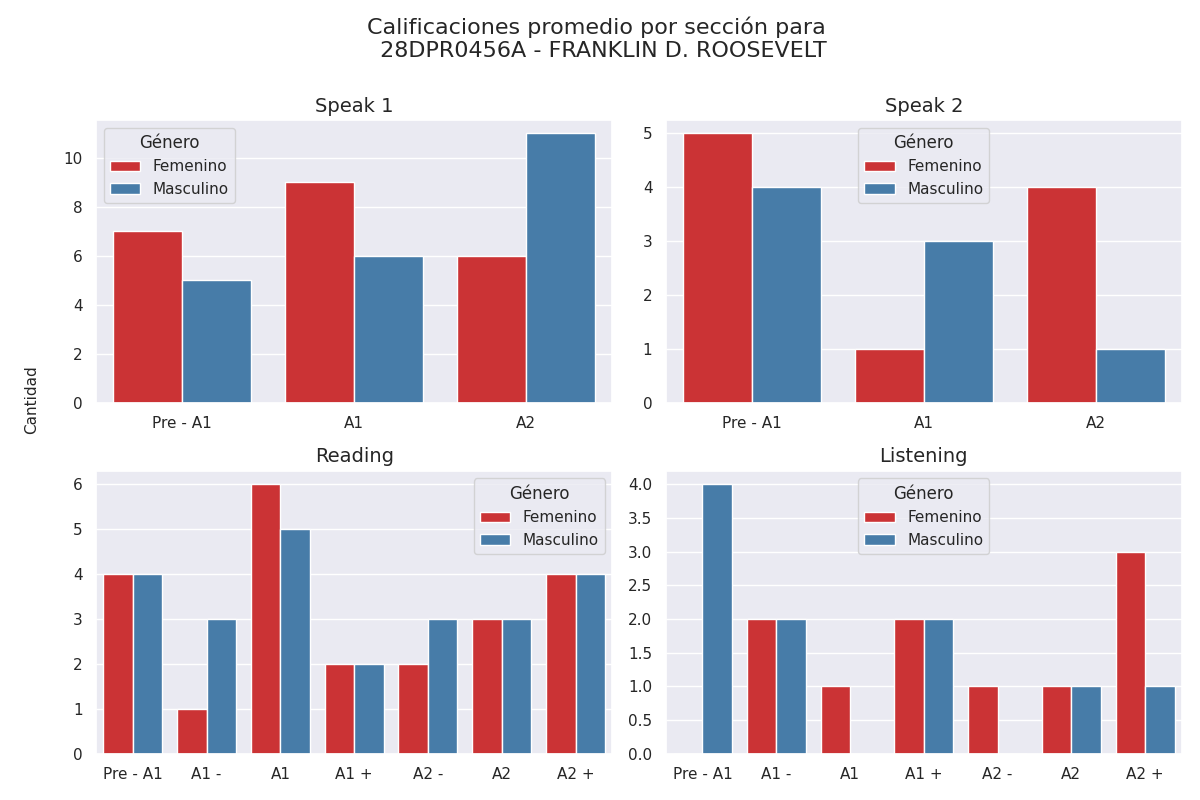 Calificaciones promedio por sección para
28DPR0456A - FRANKLIN D. ROOSEVELT
Cantidad
Speak 1
Género
Femenino
Masculino
10
8
6
4
2
0
Pre - A1
A1
A2
Speak 2
Género
Femenino
Masculino
5
4
3
2
1
0
Pre - A1
A1
A2
Reading
Género
Femenino
Masculino
6
5
4
3
2
1
0
Pre - A1
A1 -
A1
A1 +
A2 -
A2
A2 +
Listening
Género
Femenino
Masculino
4.0
3.5
3.0
2.5
2.0
1.5
1.0
0.5
0.0
Pre - A1
A1 -
A1
A1 +
A2 -
A2
A2 +